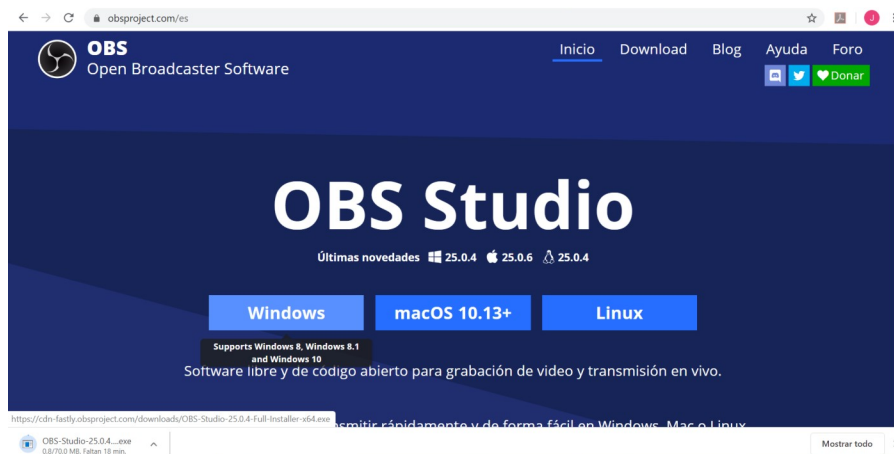 obsproject.com/es
J
OBS
Open Broadcaster Software
Inicio Download Blog Ayuda Foro
Donar
OBS Studio
Últimas novedades 25.0.4 25.0.6 25.0.4
Windows macOS 10.13+ Linux
Supports Windows 8, Windows 8.1
and Windows 10
Software libre y de código abierto para grabación de video y transmisión en vivo.
https://cdn-fastly.obsproject.com/downloads/OBS-Studio-25.0.4-Full-Installer-x64.exe
smitir rápidamente y de forma fácil en Windows, Mac o Linux
OBS-Studio-25.0.4....exe
0.8/70.0 MB, Faltan 18 min.
Mostrar todo